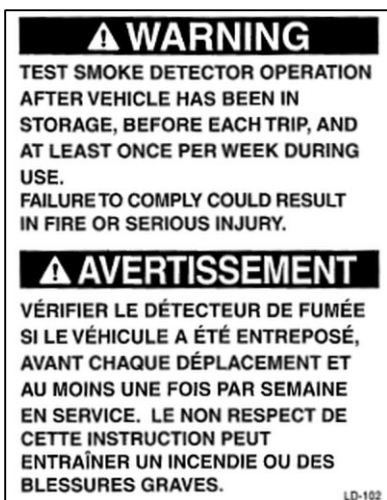 ⚠ WARNING
TEST SMOKE DETECTOR OPERATION
AFTER VEHICLE HAS BEEN IN
STORAGE, BEFORE EACH TRIP, AND
AT LEAST ONCE PER WEEK DURING
USE.
FAILURE TO COMPLY COULD RESULT
IN FIRE OR SERIOUS INJURY.
⚠ AVERTISSEMENT
VÉRIFIER LE DÉTECTEUR DE FUMÉE
SI LE VÉHICULE A ÉTÉ ENTREPOSÉ,
AVANT CHAQUE DÉPLACEMENT ET
AU MOINS UNE FOIS PAR SEMAINE
EN SERVICE. LE NON RESPECT DE
CETTE INSTRUCTION PEUT
ENTRAÎNER UN INCENDIE OU DES
BLESSURES GRAVES.
LD-102